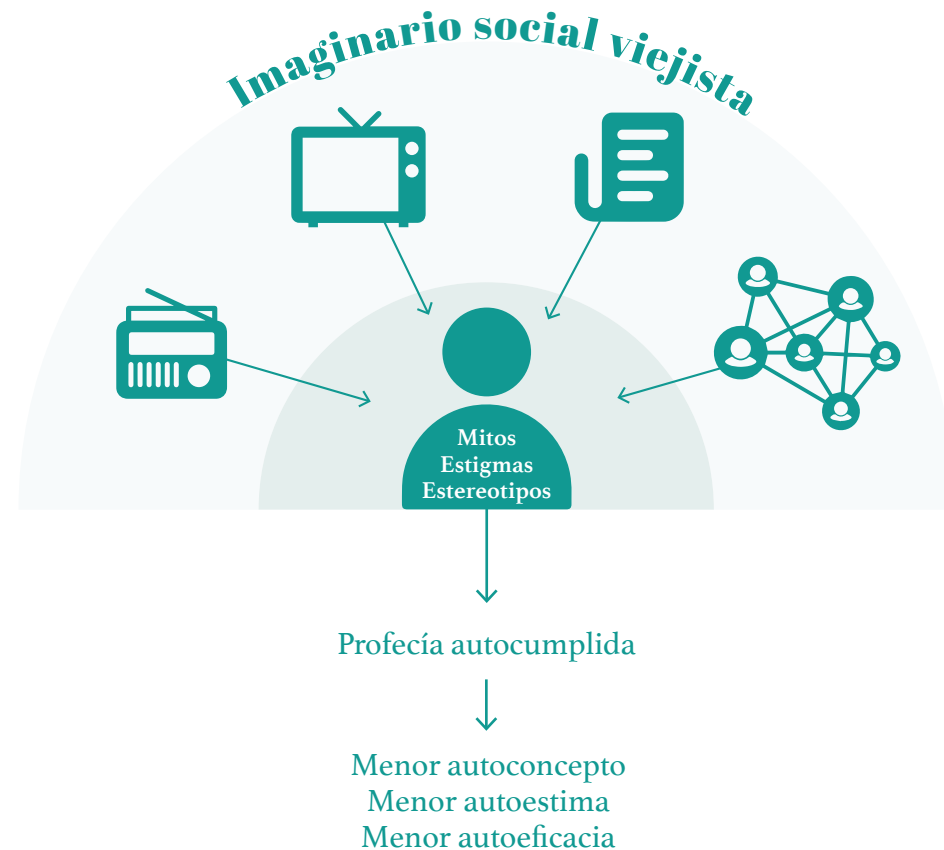 Imaginario social viejista
Mitos
Estigmas
Estereotipos
Profecía autocumplida
Menor autoconcepto
Menor autoestima
Menor autoeficacia